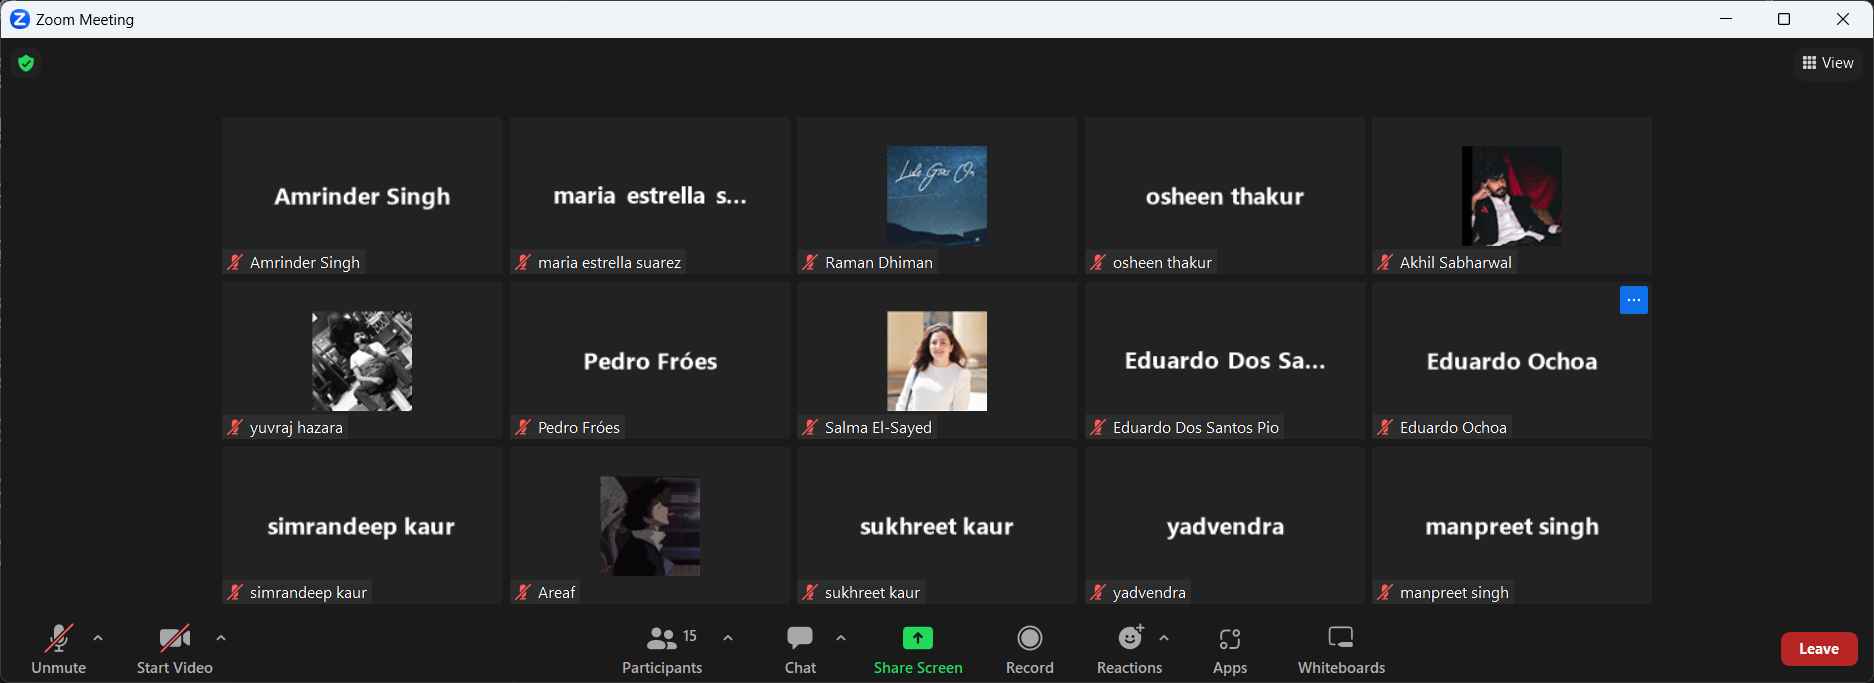 Zoom Meeting
View
Amrinder Singh
maria estrella s...
Life Goes On
osheen thakur
Amrinder Singh
maria estrella suarez
Raman Dhiman
osheen thakur
Akhil Sabharwal
Pedro Fróes
Eduardo Dos Sa...
Eduardo Ochoa
yuvraj hazara
Pedro Fróes
Salma El-Sayed
Eduardo Dos Santos Pio
Eduardo Ochoa
simrandeep kaur
sukhreet kaur
yadvendra
manpreet singh
simrandeep kaur
Areaf
sukhreet kaur
yadvendra
manpreet singh
15
Unmute
Start Video
Participants
Chat
Share Screen
Record
Reactions
Apps
Whiteboards
Leave